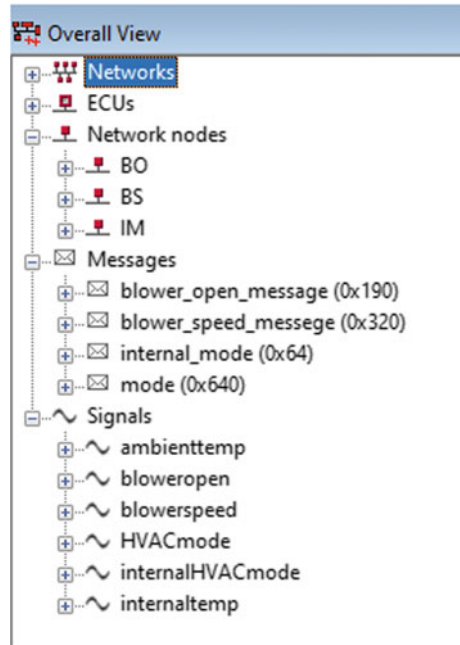 Overall View
Networks
ECUs
Network nodes
BO
BS
IM
Messages
blower_open_message (0x190)
blower_speed_messege (0x320)
internal_mode (0x64)
mode (0x640)
Signals
ambienttemp
bloweropen
blowerspeed
HVACmode
internalHVACmode
internaltemp